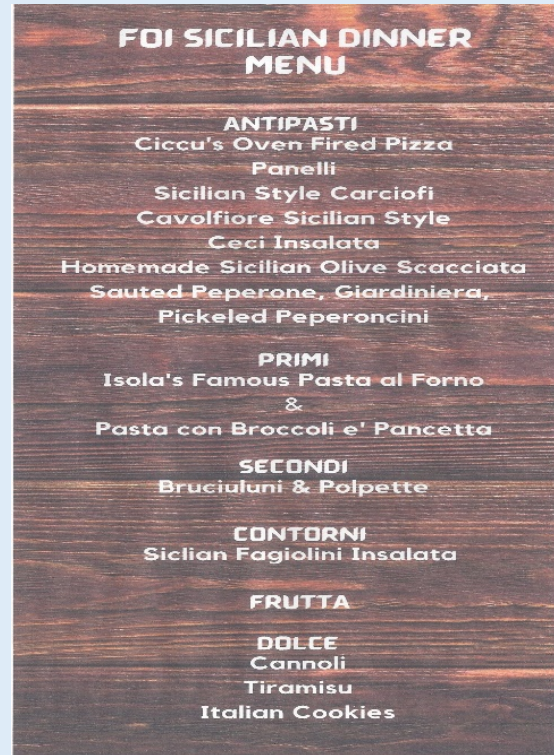 FOI SICILIAN DINNER
MENU
ANTIPASTI
Ciccu's Oven Fired Pizza
Panelli
Sicilian Style Carciofi
Cavolfiore Sicilian Style
Ceci Insalata
Homemade Sicilian Olive Scacciata
Sauted Peperone, Giardiniera,
Pickeled Peperoncini
PRIMI
Isola's Famous Pasta al Forno
&
Pasta con Broccoli e' Pancetta
SECONDI
Bruciuluni & Polpette
CONTORNI
Siclian Fagiolini Insalata
FRUTTA
DOLCE
Cannoli
Tiramisu
Italian Cookies